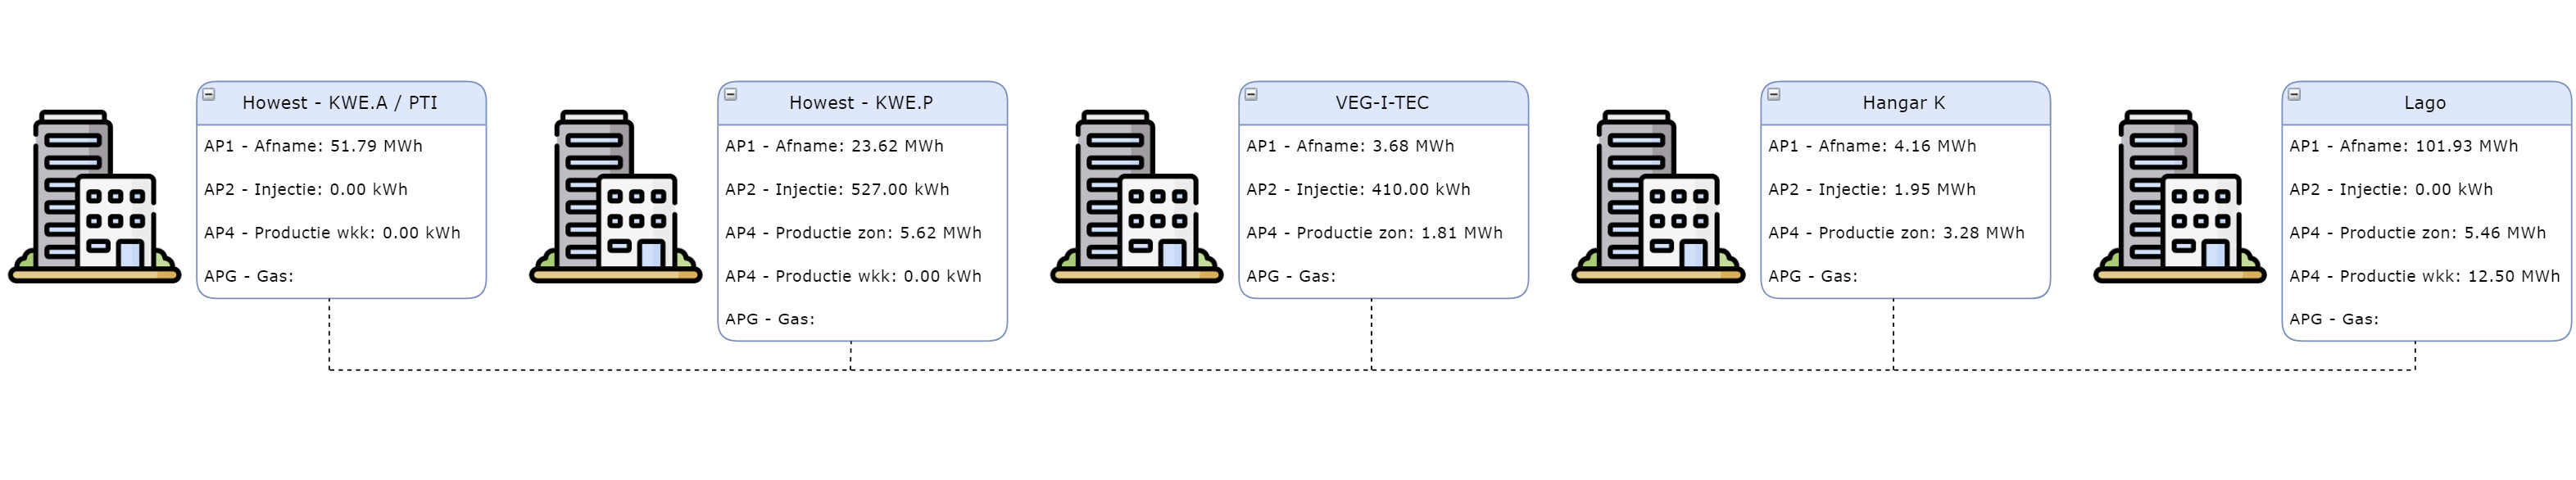 Howest - KWE.A / PTI
AP1 - Afname: 51.79 MWh
AP2 - Injectie: 0.00 kWh
AP4 - Productie wkk: 0.00 kWh
APG - Gas:
Howest - KWE.P
AP1 - Afname: 23.62 MWh
AP2 - Injectie: 527.00 kWh
AP4 - Productie zon: 5.62 MWh
AP4 - Productie wkk: 0.00 kWh
APG - Gas:
VEG-I-TEC
AP1 - Afname: 3.68 MWh
AP2 - Injectie: 410.00 kWh
AP4 - Productie zon: 1.81 MWh
APG - Gas:
Hangar K
AP1 - Afname: 4.16 MWh
AP2 - Injectie: 1.95 MWh
AP4 - Productie zon: 3.28 MWh
APG - Gas:
Lago
AP1 - Afname: 101.93 MWh
AP2 - Injectie: 0.00 kWh
AP4 - Productie zon: 5.46 MWh
AP4 - Productie wkk: 12.50 MWh
APG - Gas: